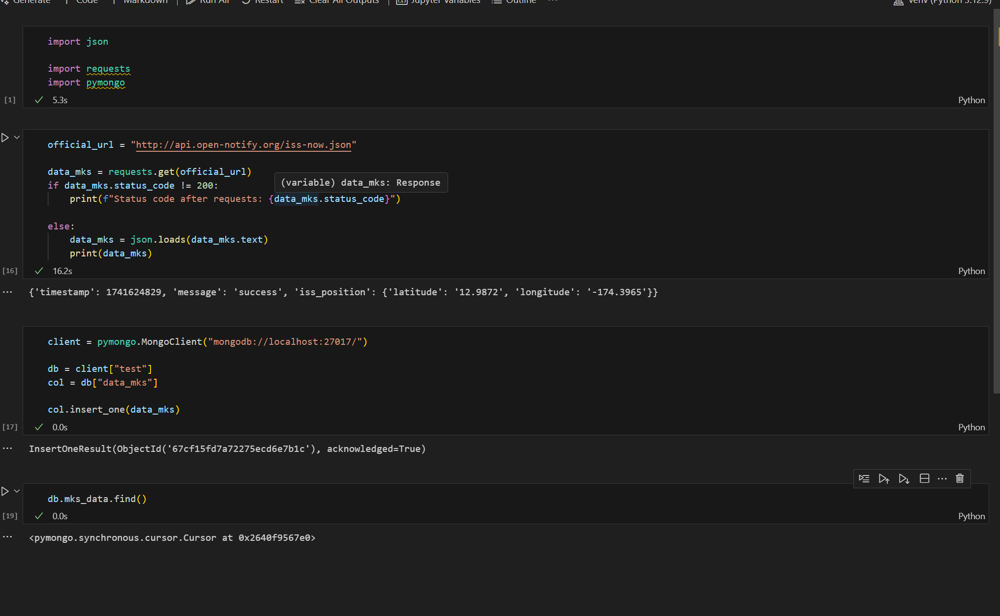 Generate Code Markdown Run All Restart Clear All Outputs Jupyter Variables Outline ... venv (Python 3.12.9)
import json
import requests
import pymongo
[1] 5.3s Python
official_url = "http://api.open-notify.org/iss-now.json"
data_mks = requests.get(official_url)
(variable) data_mks: Response
if data_mks.status_code != 200:
print(f"Status code after requests: {data_mks.status_code}")
else:
data_mks = json.loads(data_mks.text)
print(data_mks)
[16] 16.2s Python
... {'timestamp': 1741624829, 'message': 'success', 'iss_position': {'latitude': '12.9872', 'longitude': '-174.3965'}}
client = pymongo.MongoClient("mongodb://localhost:27017/")
db = client["test"]
col = db["data_mks"]
col.insert_one(data_mks)
[17] 0.0s Python
... InsertOneResult(ObjectId('67cf15fd7a72275ecd6e7b1c'), acknowledged=True)
db.mks_data.find()
[19] 0.0s Python
... <pymongo.synchronous.cursor.Cursor at 0x2640f9567e0>